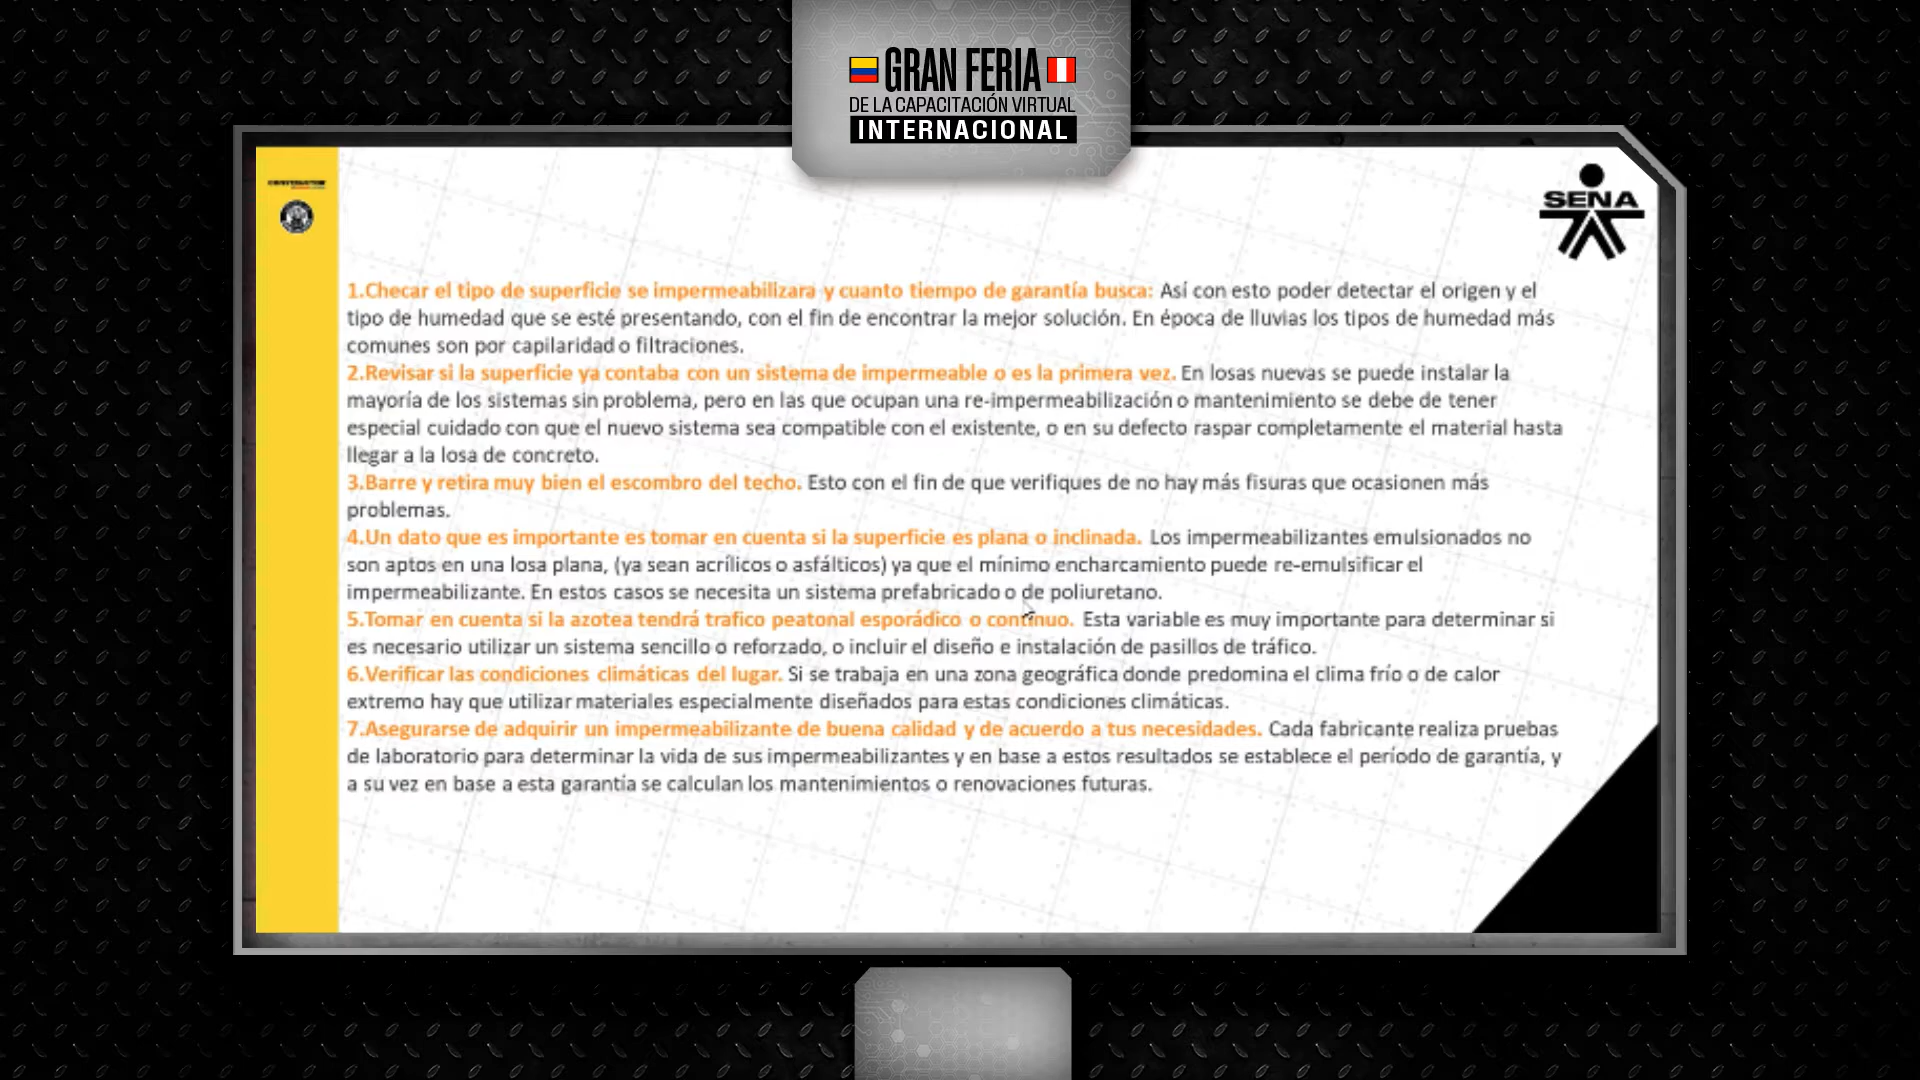 GRAN FERIA
DE LA CAPACITACIÓN VIRTUAL
INTERNACIONAL
SENA
1.Checar el tipo de superficie se impermeabilizara y cuanto tiempo de garantía busca: Así con esto poder detectar el origen y el
tipo de humedad que se esté presentando, con el fin de encontrar la mejor solución. En época de lluvias los tipos de humedad más
comunes son por capilaridad o filtraciones.
2.Revisar si la superficie ya contaba con un sistema de impermeable o es la primera vez. En losas nuevas se puede instalar la
mayoría de los sistemas sin problema, pero en las que ocupan una re-impermeabilización o mantenimiento se debe de tener
especial cuidado con que el nuevo sistema sea compatible con el existente, o en su defecto raspar completamente el material hasta
llegar a la losa de concreto.
3.Barre y retira muy bien el escombro del techo. Esto con el fin de que verifiques de no hay más fisuras que ocasionen más
problemas.
4.Un dato que es importante es tomar en cuenta si la superficie es plana o inclinada. Los impermeabilizantes emulsionados no
son aptos en una losa plana, (ya sean acrílicos o asfálticos) ya que el mínimo encharcamiento puede re-emulsificar el
impermeabilizante. En estos casos se necesita un sistema prefabricado o de poliuretano.
5.Tomar en cuenta si la azotea tendrá trafico peatonal esporádico o continuo. Esta variable es muy importante para determinar si
es necesario utilizar un sistema sencillo o reforzado, o incluir el diseño e instalación de pasillos de tráfico.
6.Verificar las condiciones climáticas del lugar. Si se trabaja en una zona geográfica donde predomina el clima frío o de calor
extremo hay que utilizar materiales especialmente diseñados para estas condiciones climáticas.
7.Asegurarse de adquirir un impermeabilizante de buena calidad y de acuerdo a tus necesidades. Cada fabricante realiza pruebas
de laboratorio para determinar la vida de sus impermeabilizantes y en base a estos resultados se establece el período de garantía, y
a su vez en base a esta garantía se calculan los mantenimientos o renovaciones futuras.